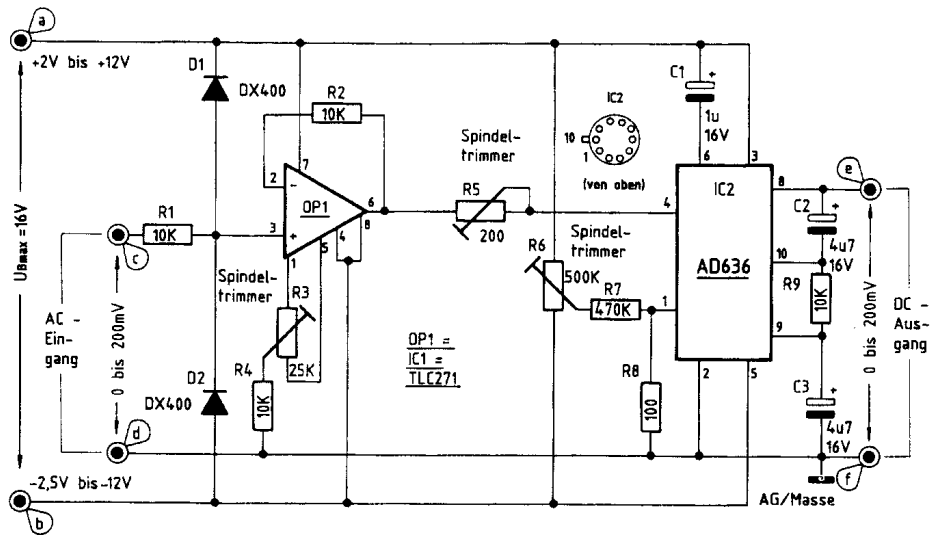 a
+2V bis +12V
D1
DX400
R2
10K
C1
+
1µ
16V
IC2
10
1
(von oben)
Spindel-
trimmer
R5
200
7
2
-
OP1
6
3
+
4
8
5
1
R1
10K
c
UBmax = 16V
AC -
Ein-
gang
0 bis 200mV
Spindel-
trimmer
R3
25K
R4
10K
D2
DX400
d
-2,5V bis -12V
b
OP1 =
IC1 =
TLC271
Spindel-
trimmer
R6
500K
R7
470K
R8
100
6
3
IC2
AD636
4
1
8
10
9
2
5
e
C2
+
4µ7
16V
R9
10K
C3
+
4µ7
16V
DC -
Aus-
gang
0 bis 200mV
f
AG/Masse